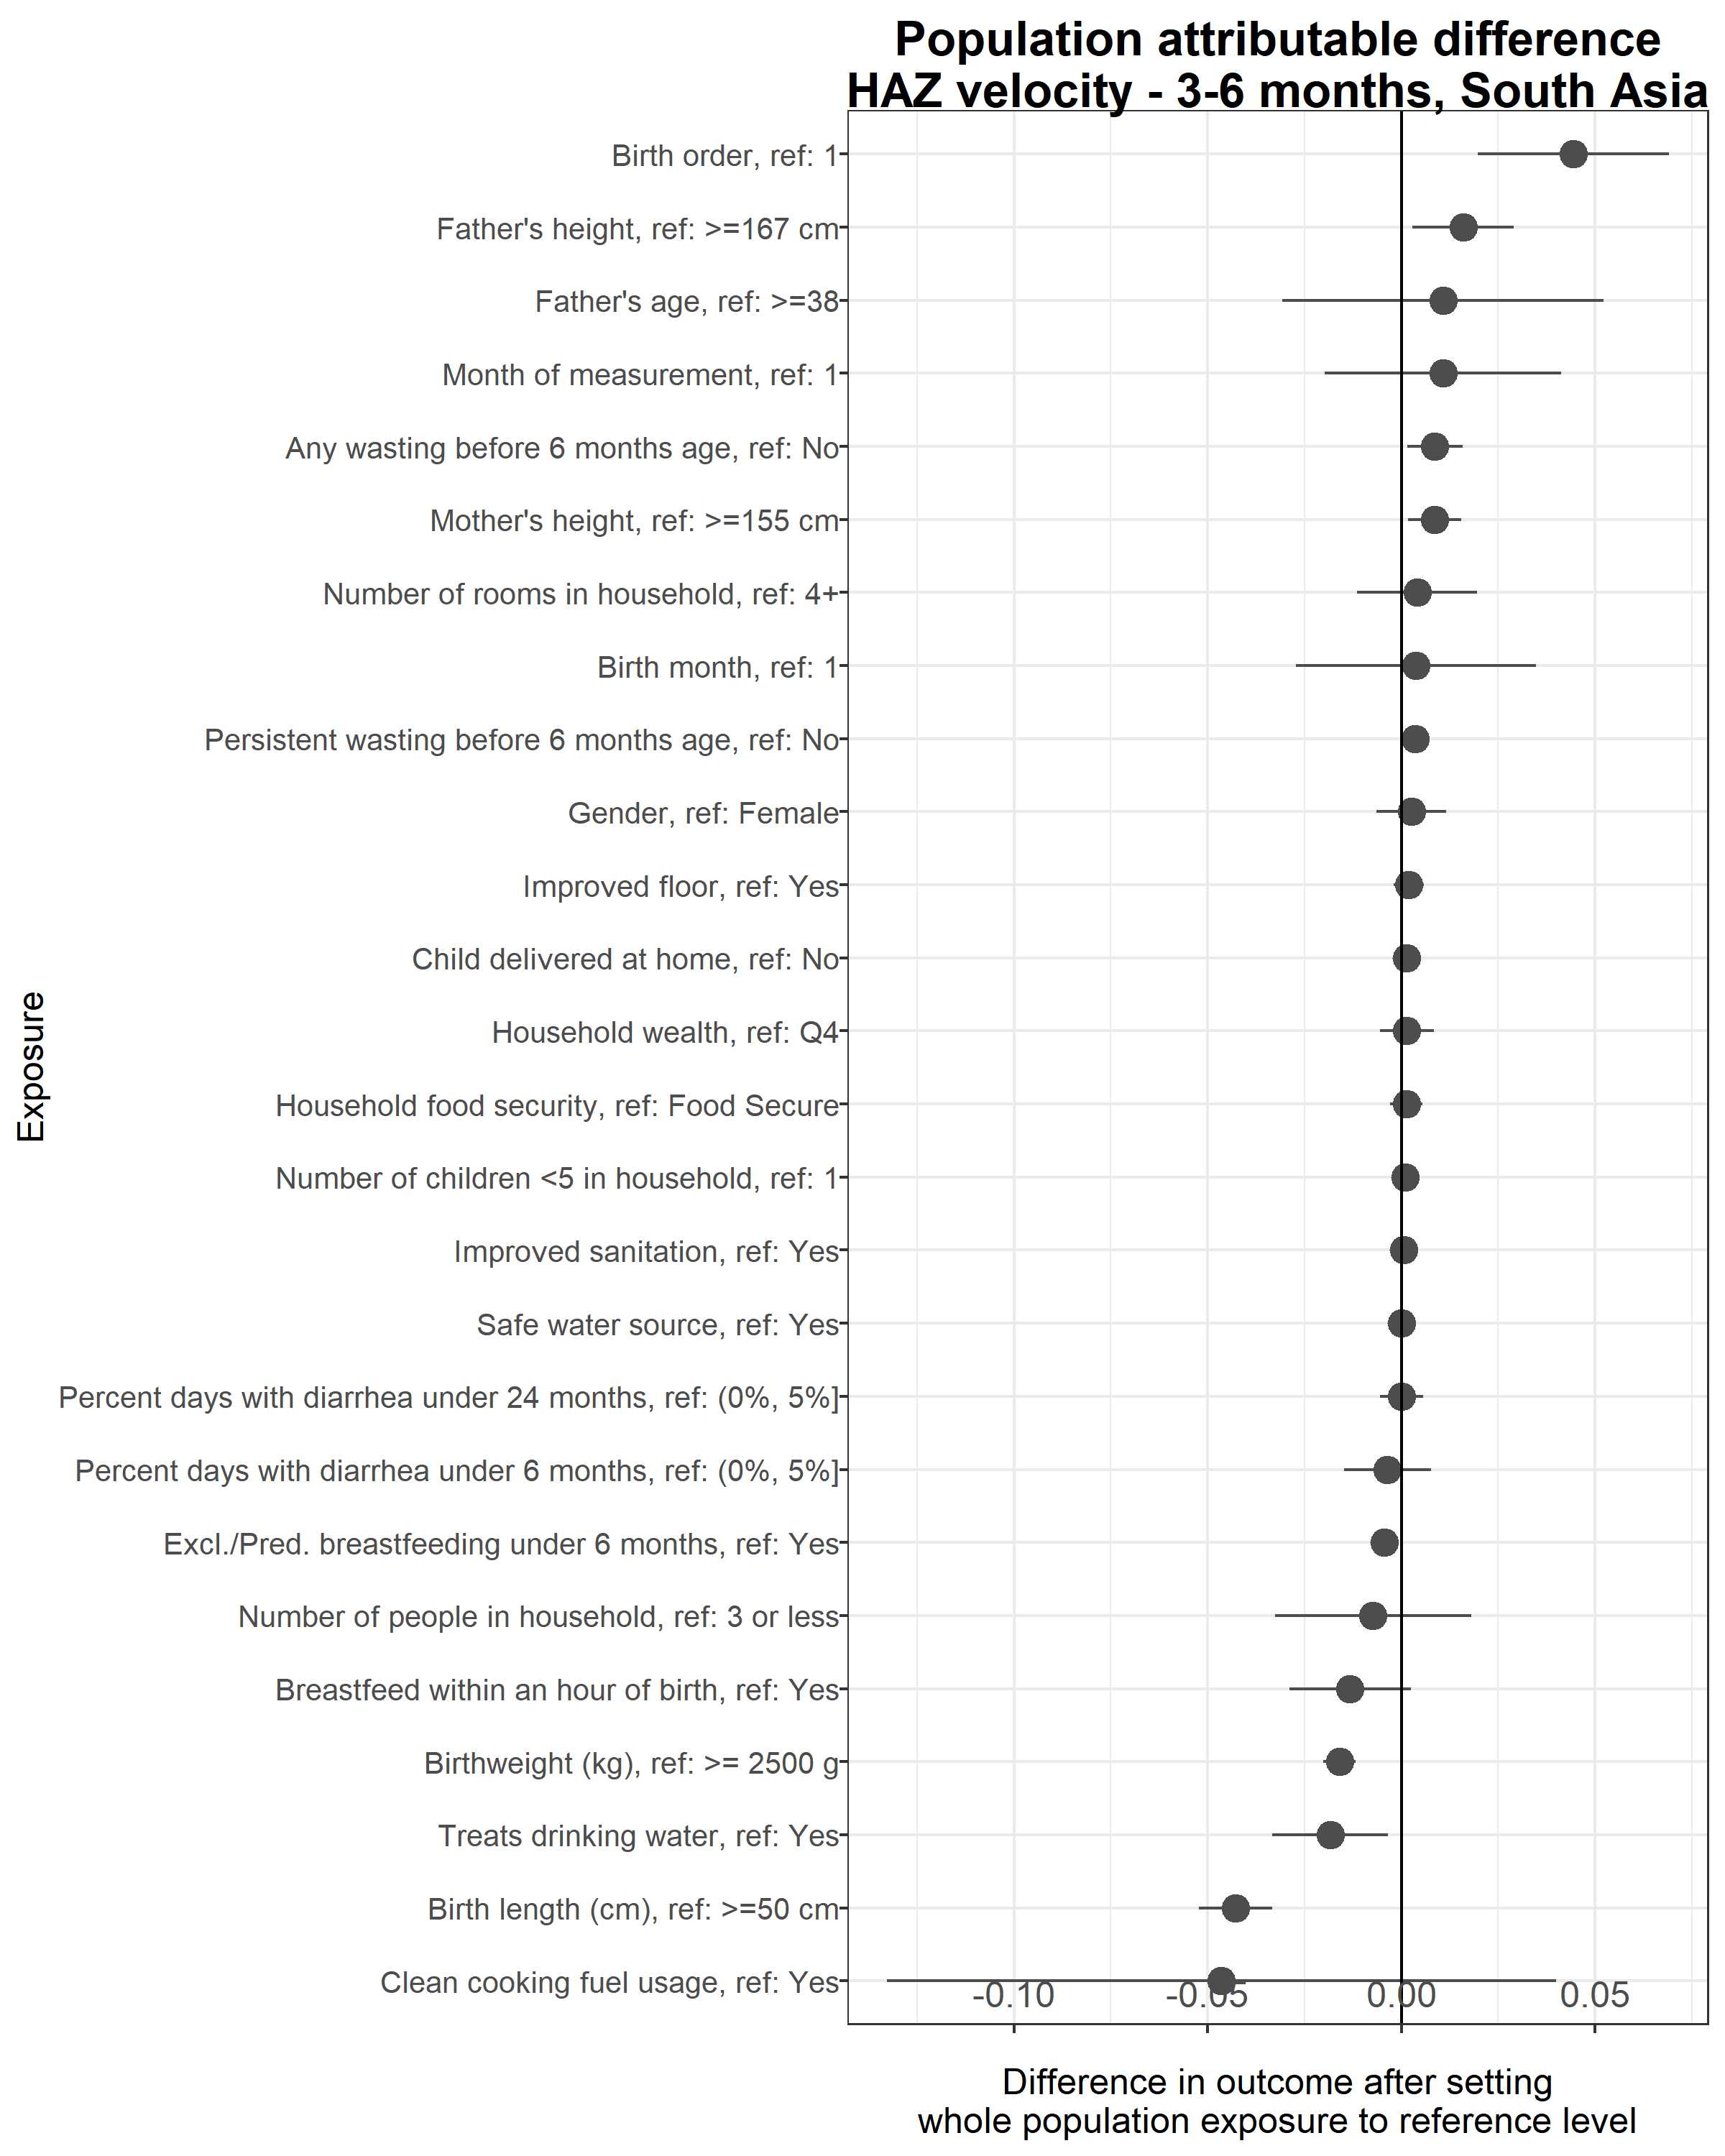 Population attributable difference
HAZ velocity - 3-6 months, South Asia
Birth order, ref: 1
Father's height, ref: >=167 cm
Father's age, ref: >=38
Month of measurement, ref: 1
Any wasting before 6 months age, ref: No
Mother's height, ref: >=155 cm
Number of rooms in household, ref: 4+
Birth month, ref: 1
Persistent wasting before 6 months age, ref: No
Gender, ref: Female
Improved floor, ref: Yes
Child delivered at home, ref: No
Household wealth, ref: Q4
Household food security, ref: Food Secure
Number of children <5 in household, ref: 1
Improved sanitation, ref: Yes
Safe water source, ref: Yes
Percent days with diarrhea under 24 months, ref: (0%, 5%]
Percent days with diarrhea under 6 months, ref: (0%, 5%]
Excl./Pred. breastfeeding under 6 months, ref: Yes
Number of people in household, ref: 3 or less
Breastfeed within an hour of birth, ref: Yes
Birthweight (kg), ref: >= 2500 g
Treats drinking water, ref: Yes
Birth length (cm), ref: >=50 cm
Clean cooking fuel usage, ref: Yes
Exposure
-0.10 -0.05 0.00 0.05
Difference in outcome after setting
whole population exposure to reference level